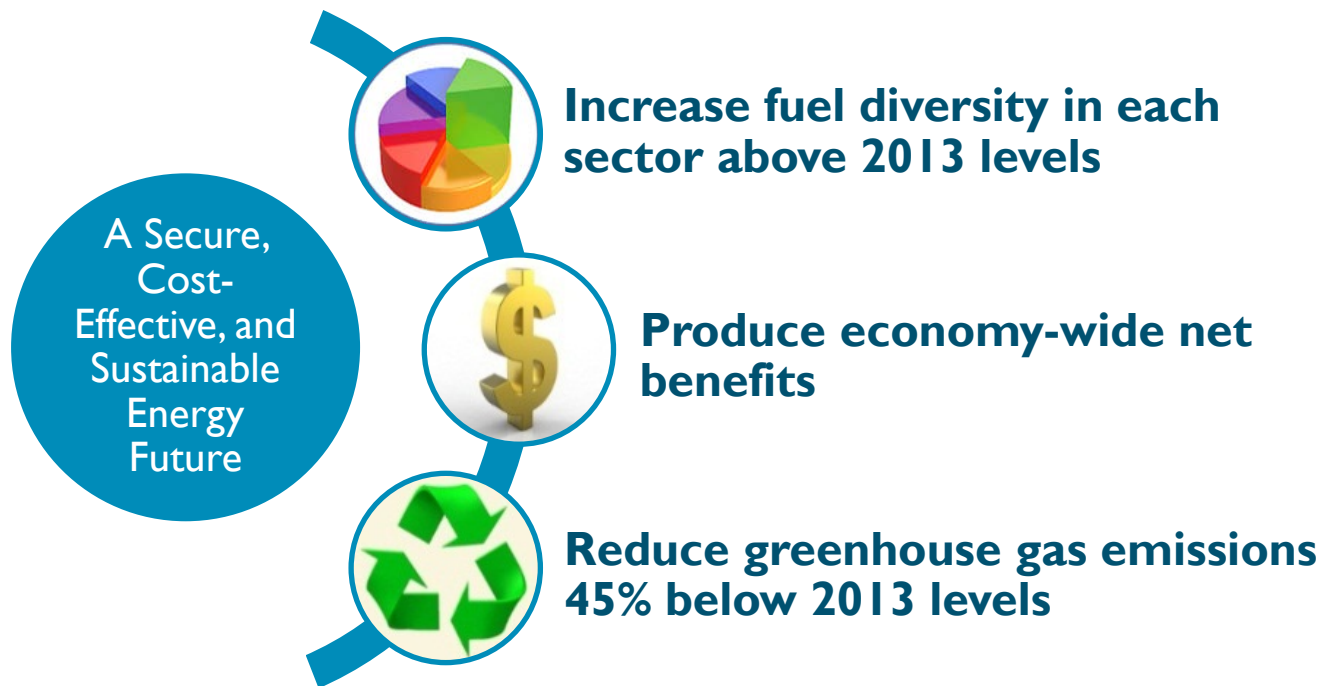 A Secure,
Cost-
Effective, and
Sustainable
Energy
Future
Increase fuel diversity in each
sector above 2013 levels
Produce economy-wide net
benefits
Reduce greenhouse gas emissions
45% below 2013 levels